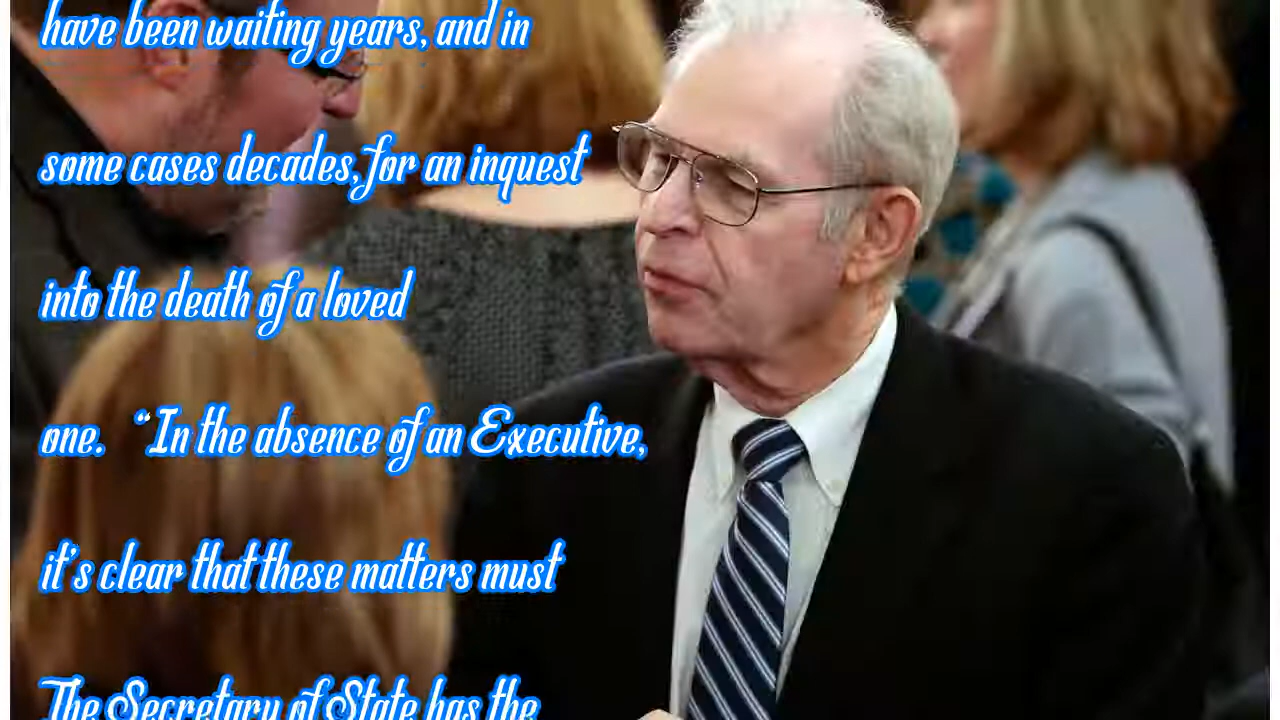 have been waiting years, and in
some cases decades, for an inquest
into the death of a loved
one. “In the absence of an Executive,
it’s clear that these matters must
The Secretary of State has the